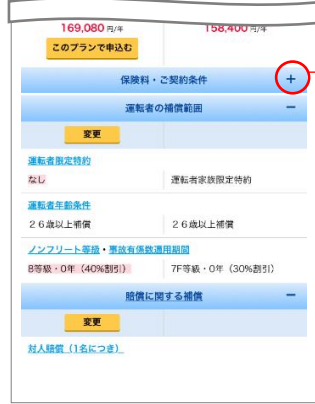 169,080 円/年 158,400 円/年
このプランで申込む
保険料・ご契約条件 +
運転者の補償範囲 −
変更
運転者限定特約
なし 運転者家族限定特約
運転者年齢条件
26歳以上補償 26歳以上補償
ノンフリート等級・事故有係数適用期間
8等級・0年（40%割引） 7F等級・0年（30%割引）
賠償に関する補償 −
変更
対人賠償（1名につき）